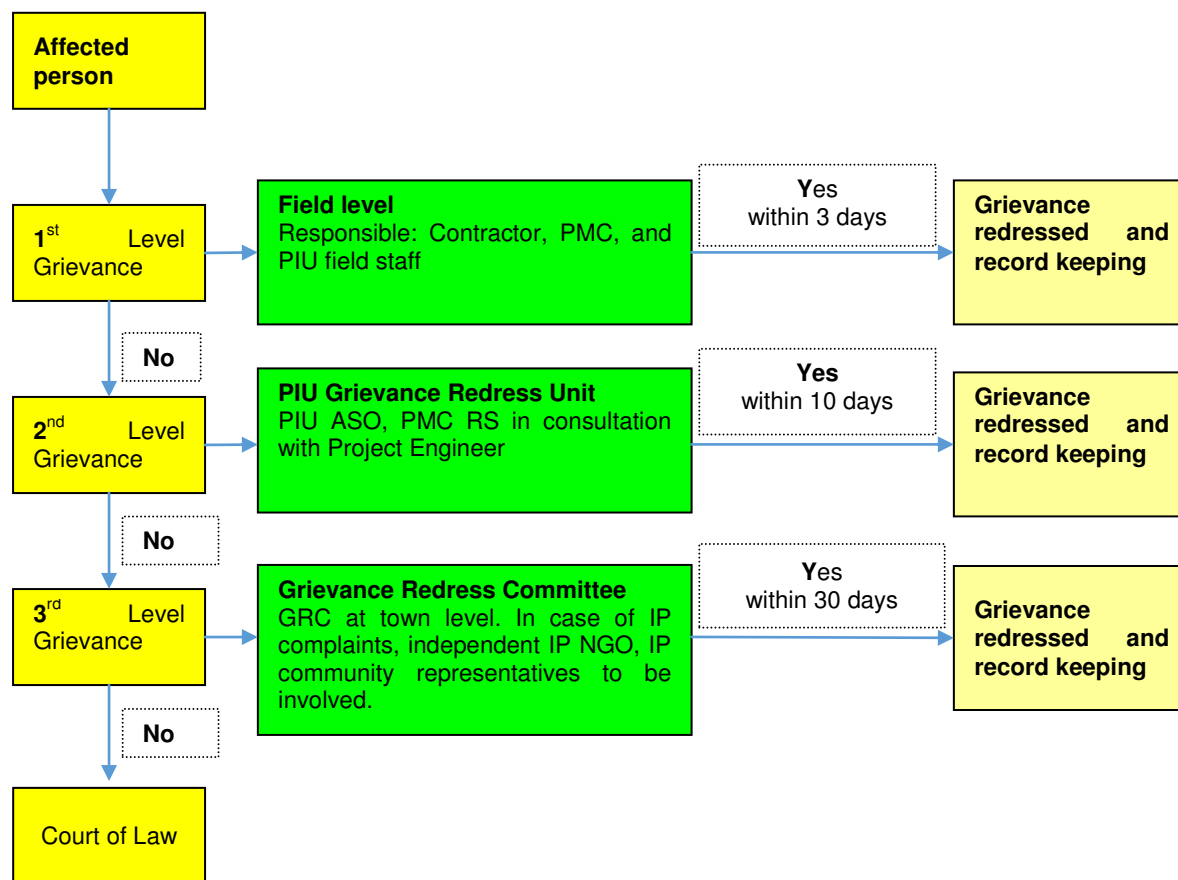 Affected
person
1st Level
Grievance
Field level
Responsible: Contractor, PMC, and
PIU field staff
Yes
within 3 days
Grievance
redressed and
record keeping
No
2nd Level
Grievance
PIU Grievance Redress Unit
PIU ASO, PMC RS in consultation
with Project Engineer
Yes
within 10 days
Grievance
redressed and
record keeping
No
3rd Level
Grievance
Grievance Redress Committee
GRC at town level. In case of IP
complaints, independent IP NGO, IP
community representatives to be
involved.
Yes
within 30 days
Grievance
redressed and
record keeping
No
Court of Law